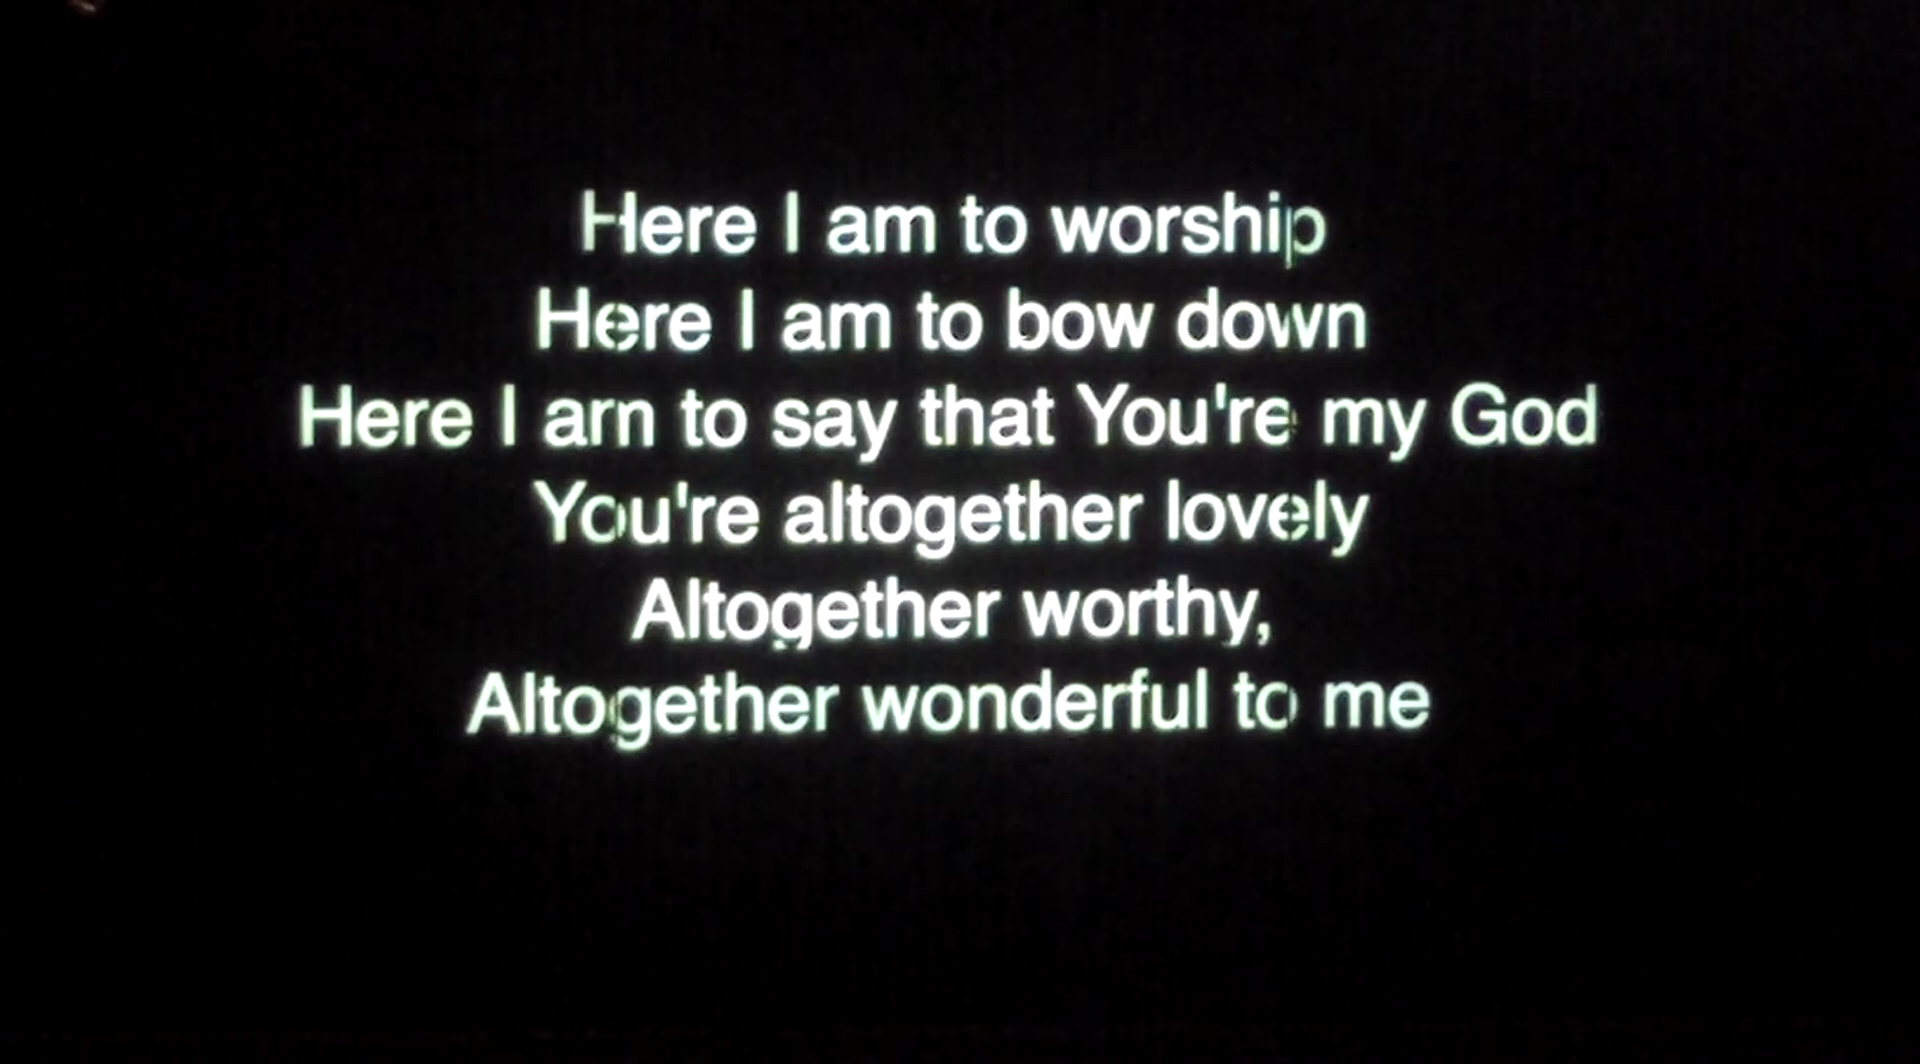 Here I am to worship
Here I am to bow down
Here I am to say that You're my God
You're altogether lovely
Altogether worthy,
Altogether wonderful to me